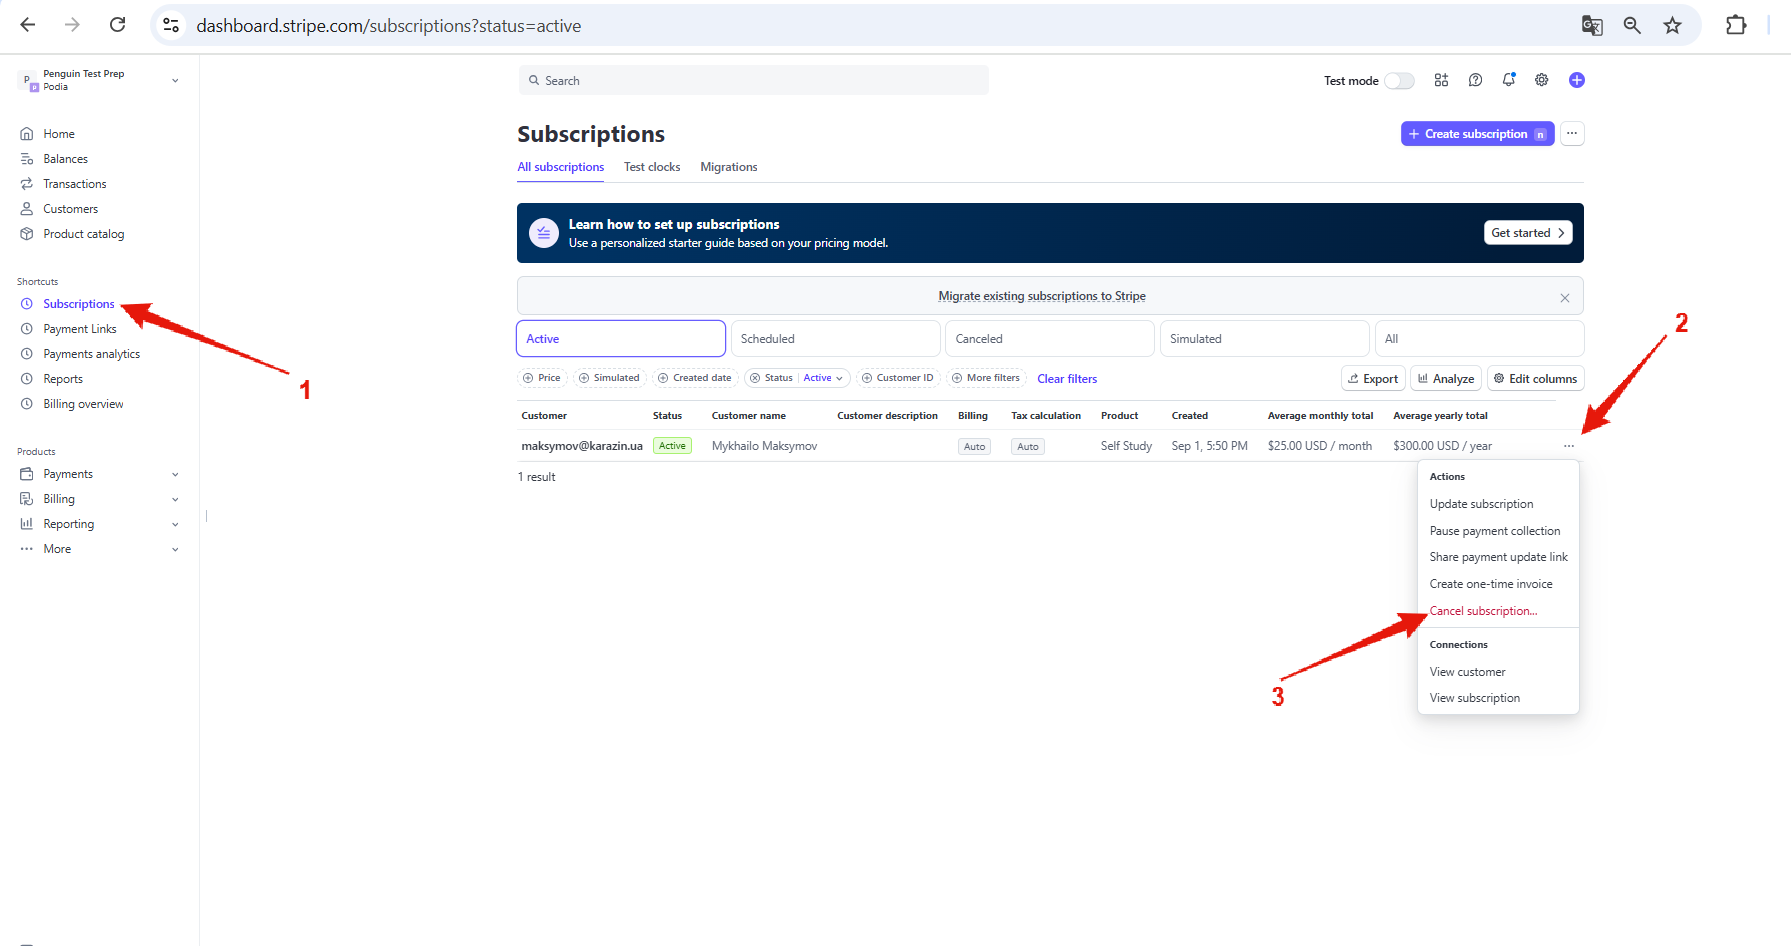 dashboard.stripe.com/subscriptions?status=active
Penguin Test Prep
Podia
P
P
Search
Test mode
Home
Balances
Transactions
Customers
Product catalog
Shortcuts
Subscriptions
Payment Links
Payments analytics
Reports
Billing overview
Products
Payments
Billing
Reporting
More
1
Subscriptions
Create subscription n
All subscriptions Test clocks Migrations
Learn how to set up subscriptions
Use a personalized starter guide based on your pricing model.
Get started
Migrate existing subscriptions to Stripe
Active Scheduled Canceled Simulated All
Price Simulated Created date Status Active Customer ID More filters Clear filters Export Analyze Edit columns
Customer Status Customer name Customer description Billing Tax calculation Product Created Average monthly total Average yearly total
maksymov@karazin.ua Active Mykhailo Maksymov Auto Auto Self Study Sep 1, 5:50 PM $25.00 USD / month $300.00 USD / year
1 result
2
Actions
Update subscription
Pause payment collection
Share payment update link
Create one-time invoice
Cancel subscription...
Connections
View customer
View subscription
3